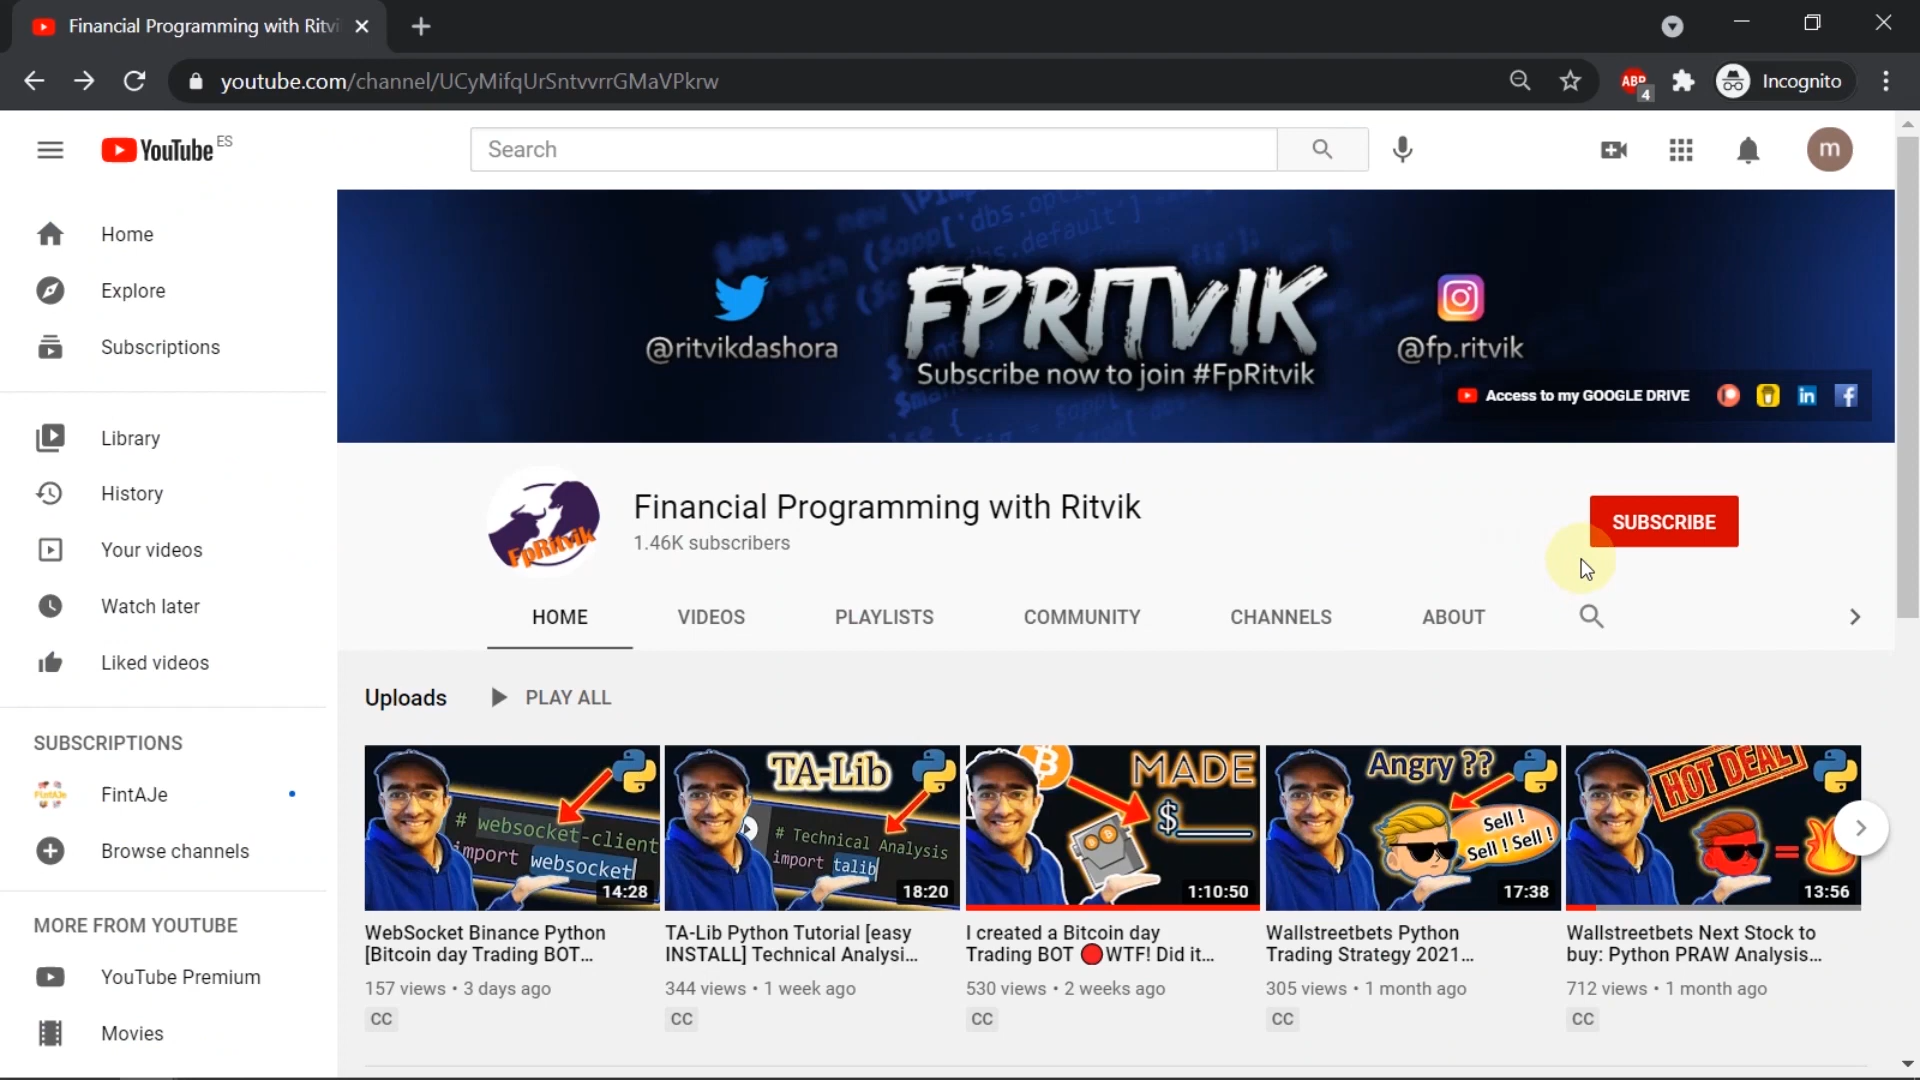 Financial Programming with Ritvi
youtube.com/channel/UCyMifqUrSntvvrrGMaVPkrw
ABP
4
Incognito
YouTube ES
Search
m
Home
Explore
Subscriptions
Library
History
Your videos
Watch later
Liked videos
SUBSCRIPTIONS
FintAJe
Browse channels
MORE FROM YOUTUBE
YouTube Premium
Movies
@ritvikdashora
FPRITVIK
Subscribe now to join #FpRitvik
@fp.ritvik
Access to my GOOGLE DRIVE
FpRitvik
Financial Programming with Ritvik
1.46K subscribers
SUBSCRIBE
HOME
VIDEOS
PLAYLISTS
COMMUNITY
CHANNELS
ABOUT
Uploads
PLAY ALL
# websocket-client
import websocket
14:28
WebSocket Binance Python
[Bitcoin day Trading BOT...
157 views • 3 days ago
CC
TA-Lib
# Technical Analysis
import talib
18:20
TA-Lib Python Tutorial [easy
INSTALL] Technical Analysi...
344 views • 1 week ago
CC
MADE
$____
1:10:50
I created a Bitcoin day
Trading BOT 🔴WTF! Did it...
530 views • 2 weeks ago
CC
Angry ??
Sell !
Sell ! Sell !
17:38
Wallstreetbets Python
Trading Strategy 2021...
305 views • 1 month ago
CC
HOT DEAL
=
13:56
Wallstreetbets Next Stock to
buy: Python PRAW Analysis...
712 views • 1 month ago
CC